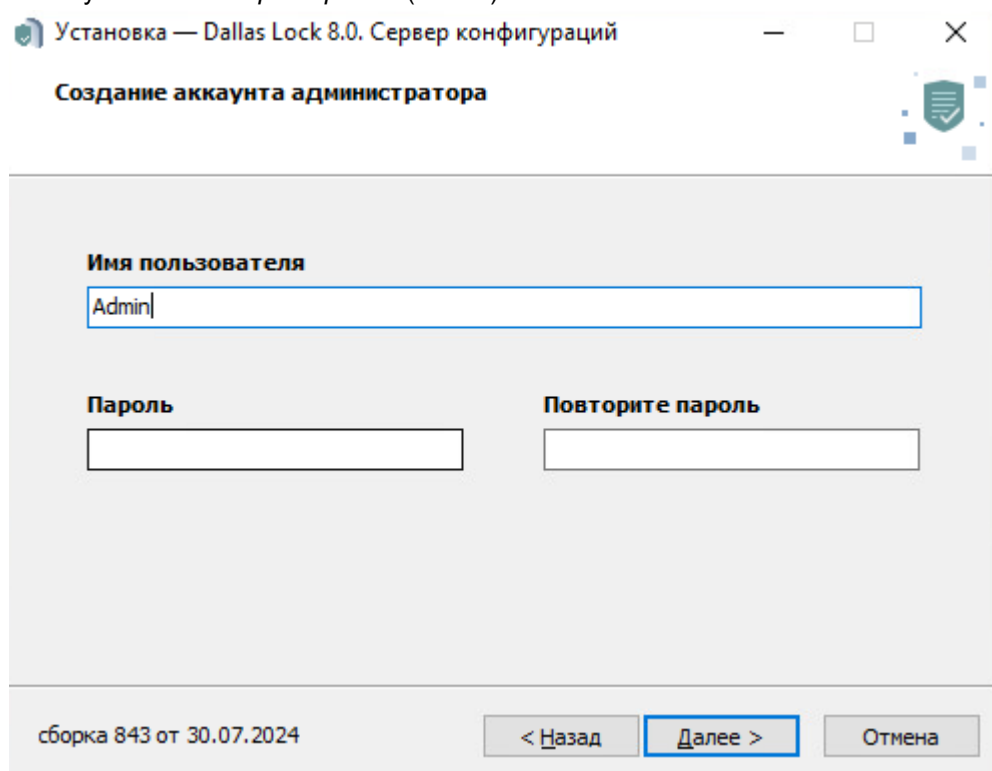 Установка — Dallas Lock 8.0. Сервер конфигураций
Создание аккаунта администратора
Имя пользователя
Admin
Пароль Повторите пароль
сборка 843 от 30.07.2024 < Назад Далее > Отмена